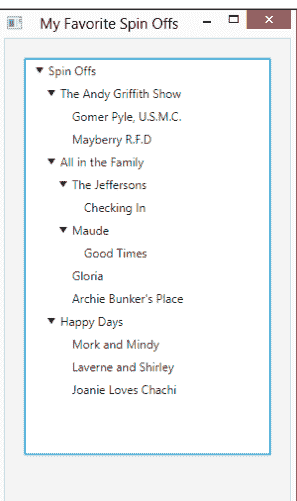 My Favorite Spin Offs
Spin Offs
The Andy Griffith Show
Gomer Pyle, U.S.M.C.
Mayberry R.F.D
All in the Family
The Jeffersons
Checking In
Maude
Good Times
Gloria
Archie Bunker's Place
Happy Days
Mork and Mindy
Laverne and Shirley
Joanie Loves Chachi